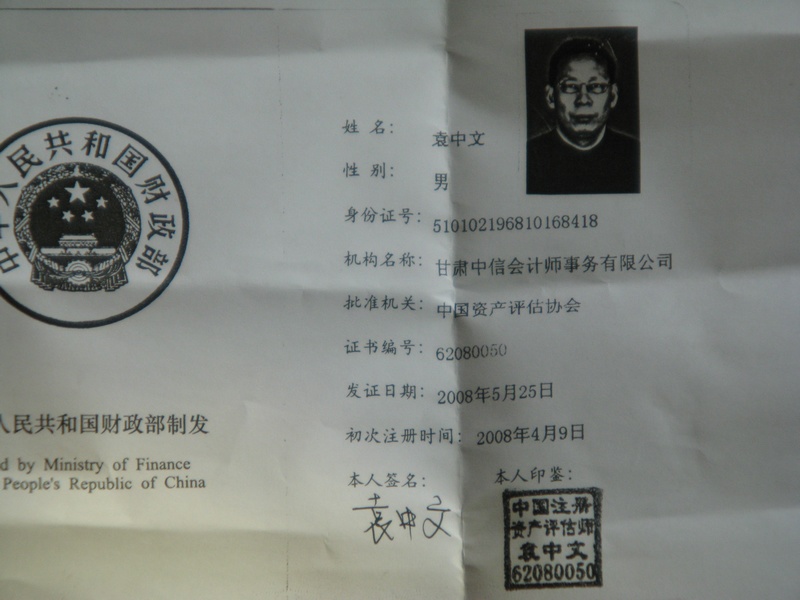 中华人民共和国财政部
人民共和国财政部制发
d by Ministry of Finance
People's Republic of China
姓 名： 袁中文
性 别： 男
身份证号：510102196810168418
机构名称：甘肃中信会计师事务有限公司
批准机关：中国资产评估协会
证书编号：62080050
发证日期：2008年5月25日
初次注册时间：2008年4月9日
本人签名： 本人印鉴：
袁中文
中国注册
资产评估师
袁中文
62080050